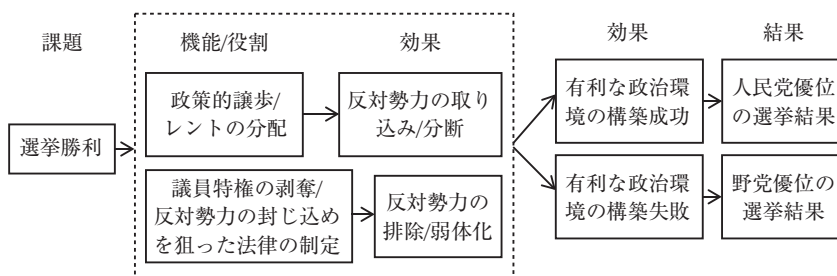 課題
機能/役割
効果
効果
結果
選挙勝利
政策的譲歩/
レントの分配
反対勢力の取り
込み/分断
議員特権の剥奪/
反対勢力の封じ込め
を狙った法律の制定
反対勢力の
排除/弱体化
有利な政治環
境の構築成功
人民党優位
の選挙結果
有利な政治環
境の構築失敗
野党優位の
選挙結果